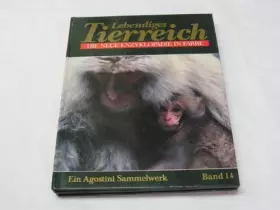 Lebendiges
Tierreich
DIE NEUE ENZYKLOPÄDIE IN FARBE
Ein Agostini Sammelwerk Band 14